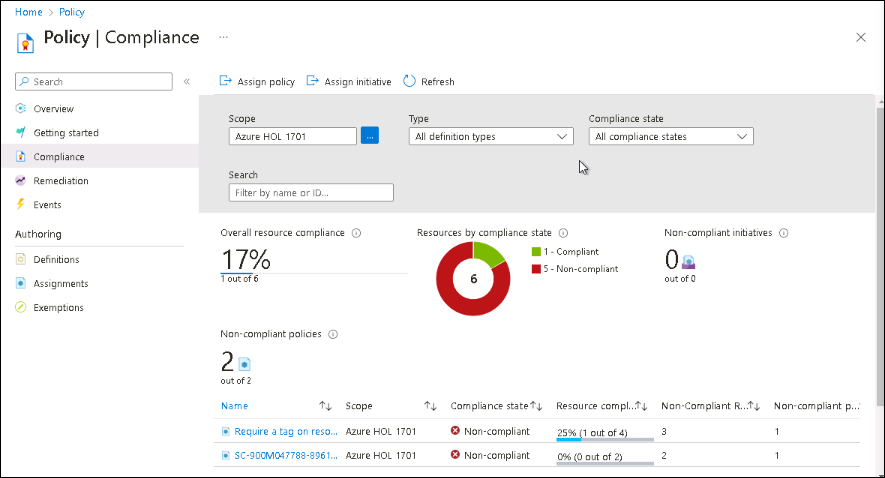 Home > Policy
Policy | Compliance ...
Search «
Overview
Getting started
Compliance
Remediation
Events
Authoring
Definitions
Assignments
Exemptions
Assign policy Assign initiative Refresh
Scope Type Compliance state
Azure HOL 1701 ... All definition types All compliance states
Search
Filter by name or ID...
Overall resource compliance Resources by compliance state Non-compliant initiatives
17%
1 out of 6
6
1 - Compliant
5 - Non-compliant
0
out of 0
Non-compliant policies
2
out of 2
Name Scope Compliance state Resource compl... Non-Compliant R... Non-compliant p...
Require a tag on reso... Azure HOL 1701 Non-compliant 25% (1 out of 4) 3 1
SC-900M047788-8961... Azure HOL 1701 Non-compliant 0% (0 out of 2) 2 1